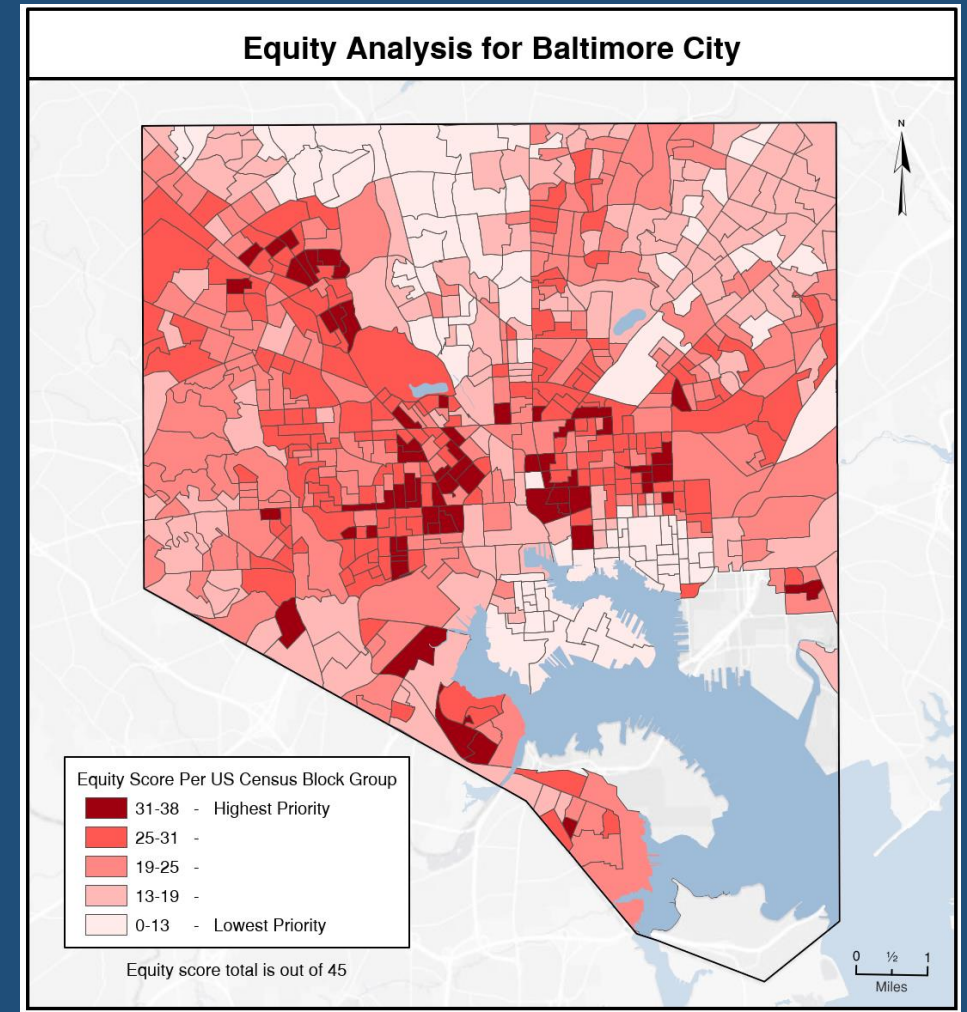 Equity Analysis for Baltimore City
N
Equity Score Per US Census Block Group
31-38 - Highest Priority
25-31 -
19-25 -
13-19 -
0-13 - Lowest Priority
Equity score total is out of 45
0 ½ 1
Miles